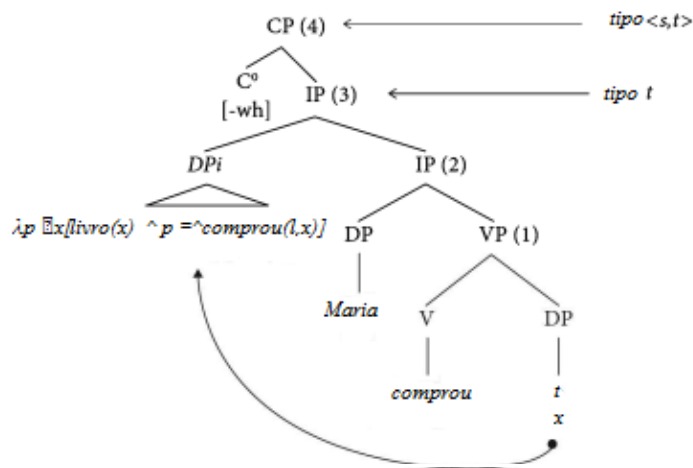 CP (4)
tipo <s,t>
C⁰
IP (3)
tipo t
[-wh]
DPi
IP (2)
λp x[livro(x) ^ p =^comprou(l,x)]
DP
VP (1)
Maria
V
DP
comprou
t
x